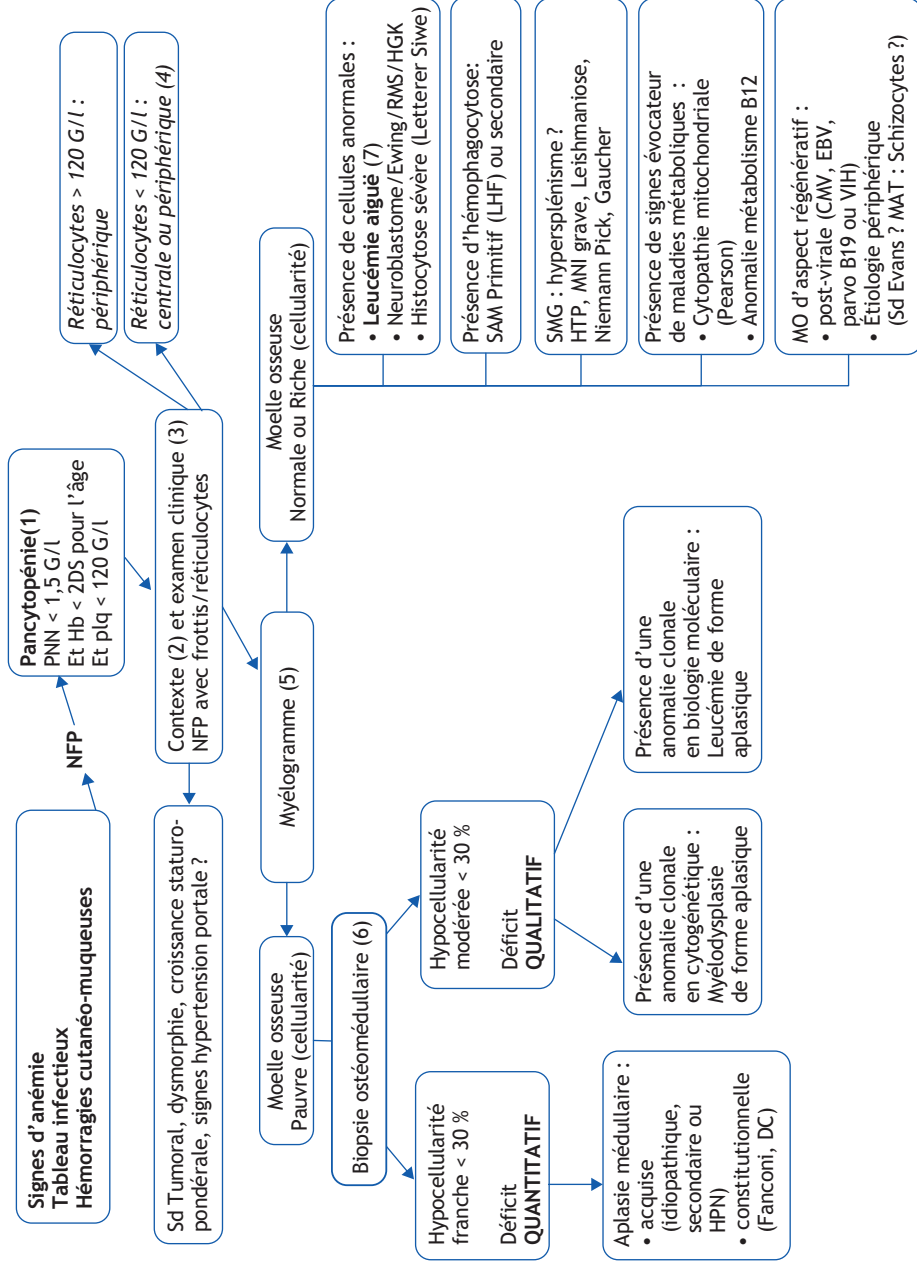 Signes d'anémie
Tableau infectieux
Hémorragies cutanéo-muqueuses
NFP
Pancytopénie(1)
PNN < 1,5 G/l
Et Hb < 2DS pour l'âge
Et plq < 120 G/l
Contexte (2) et examen clinique (3)
NFP avec frottis/réticulocytes
Réticulocytes > 120 G/l :
périphérique
Réticulocytes < 120 G/l :
centrale ou périphérique (4)
Sd Tumoral, dysmorphie, croissance staturo-
pondérale, signes hypertension portale ?
Myélogramme (5)
Moelle osseuse
Pauvre (cellularité)
Moelle osseuse
Normale ou Riche (cellularité)
Biopsie ostéomédullaire (6)
Hypocellularité
franche < 30 %
Déficit
QUANTITATIF
Hypocellularité
modérée < 30 %
Déficit
QUALITATIF
Aplasie médullaire :
• acquise
(idiopathique,
secondaire ou
HPN)
• constitutionnelle
(Fanconi, DC)
Présence d'une
anomalie clonale
en cytogénétique :
Myélodysplasie
de forme aplasique
Présence d'une
anomalie clonale
en biologie moléculaire :
Leucémie de forme
aplasique
Présence de cellules anormales :
• Leucémie aiguë (7)
• Neuroblastome/Ewing/RMS/HGK
• Histocytose sévère (Letterer Siwe)
Présence d'hémophagocytose:
SAM Primitif (LHF) ou secondaire
SMG : hypersplénisme ?
HTP, MNI grave, Leishmaniose,
Niemann Pick, Gaucher
Présence de signes évocateur
de maladies métaboliques :
• Cytopathie mitochondriale
(Pearson)
• Anomalie métabolisme B12
MO d'aspect régénératif :
• post-virale (CMV, EBV,
parvo B19 ou VIH)
• Étiologie périphérique
(Sd Evans ? MAT : Schizocytes ?)